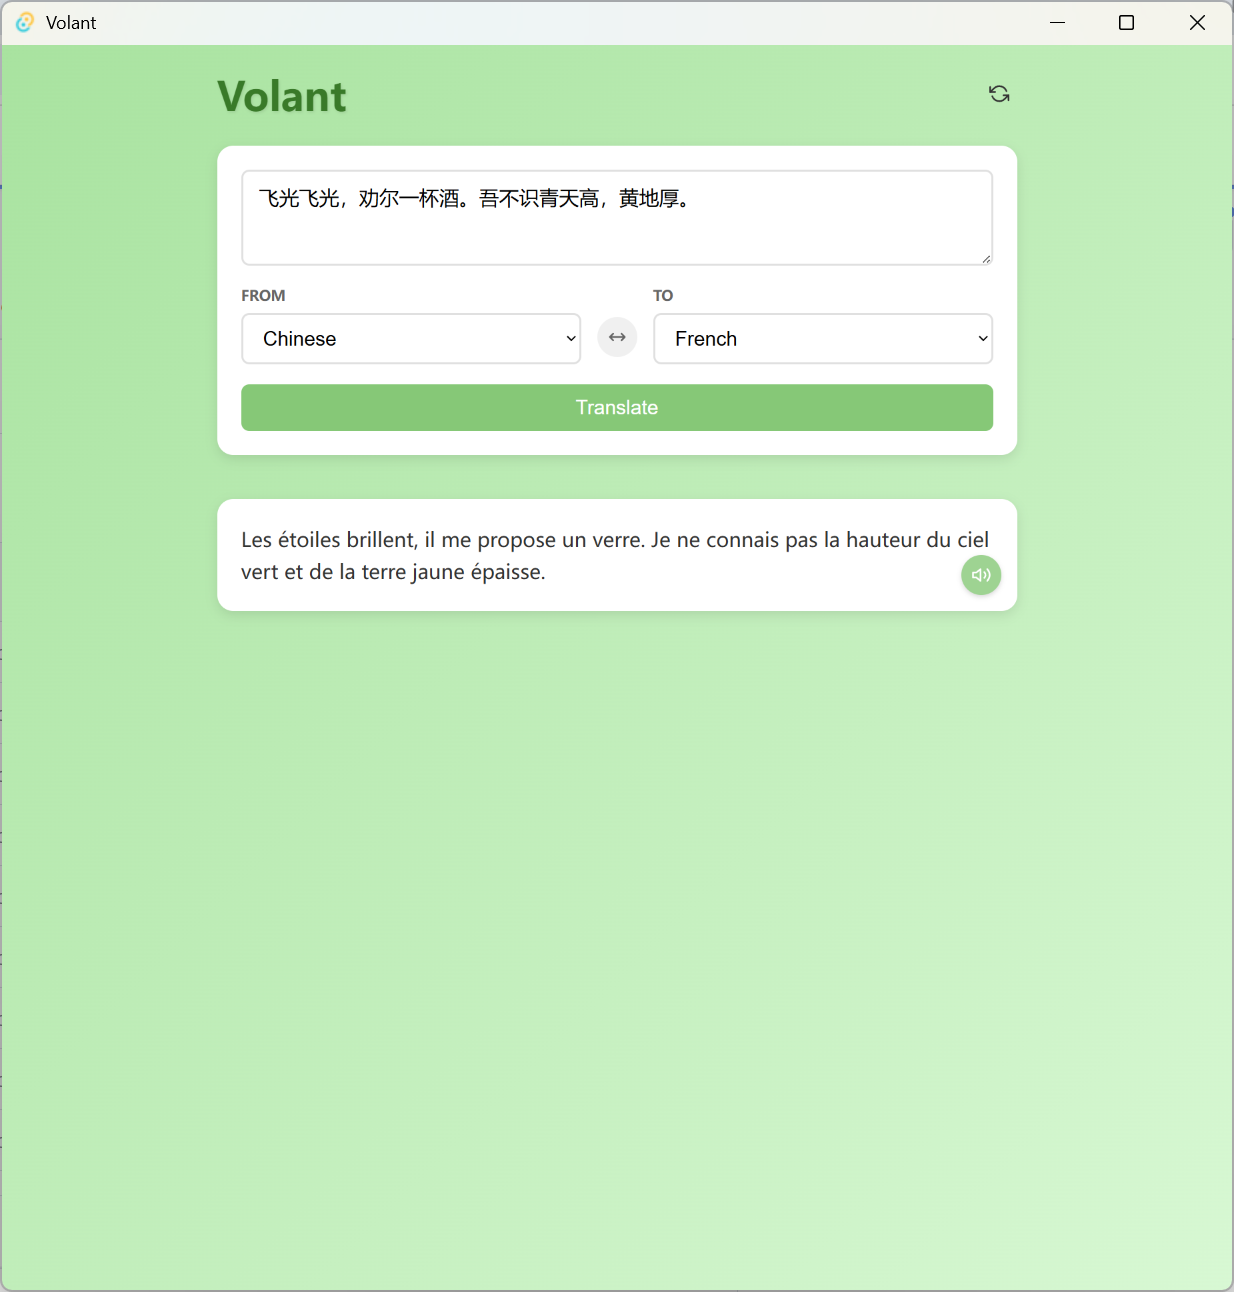 Volant
Volant
飞光飞光，劝尔一杯酒。吾不识青天高，黄地厚。
FROM
TO
Chinese
French
Translate
Les étoiles brillent, il me propose un verre. Je ne connais pas la hauteur du ciel
vert et de la terre jaune épaisse.